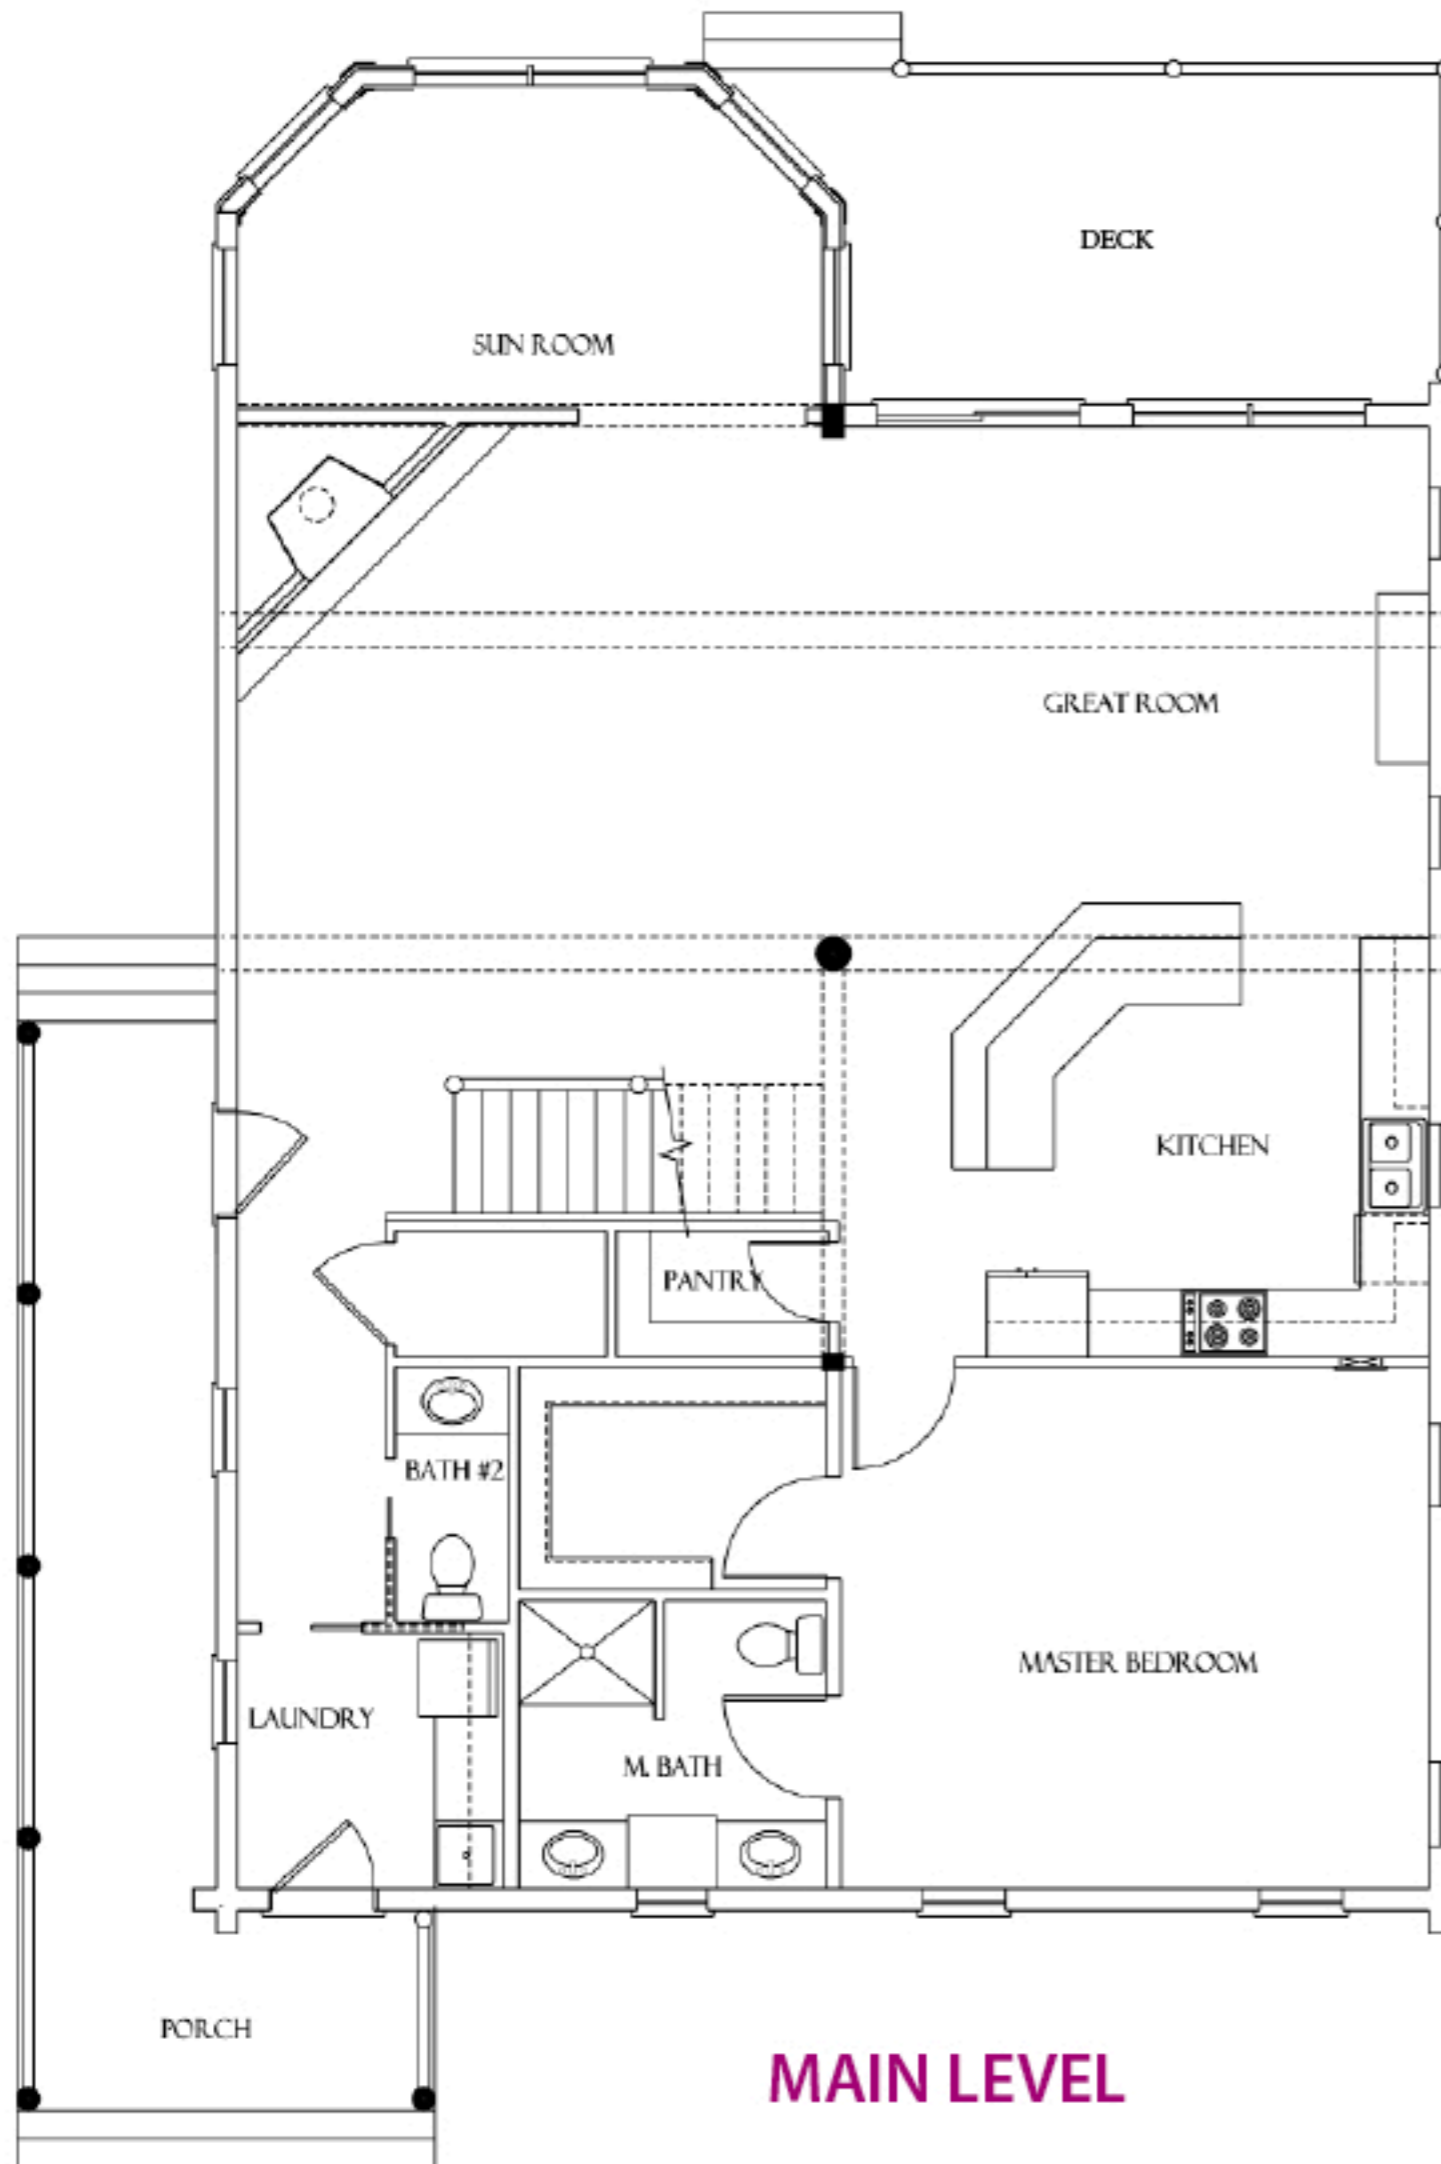 DECK
SUN ROOM
GREAT ROOM
KITCHEN
PANTRY
BATH #2
MASTER BEDROOM
LAUNDRY
M. BATH
PORCH
MAIN LEVEL